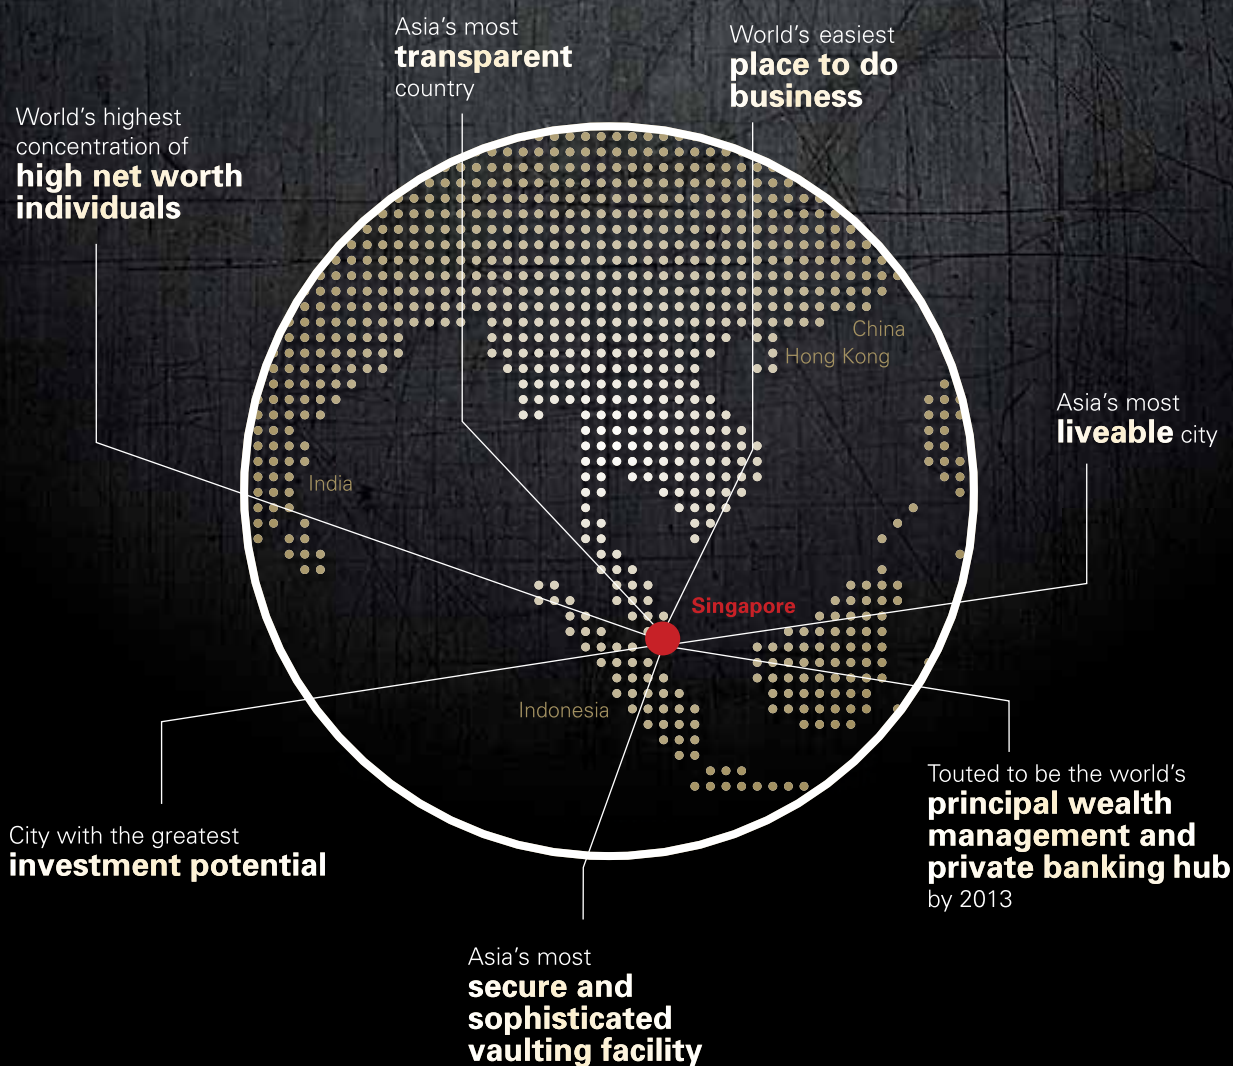 Asia's most
transparent
country
World's easiest
place to do
business
World's highest
concentration of
high net worth
individuals
China
Hong Kong
Asia's most
liveable city
India
Singapore
Indonesia
Touted to be the world's
principal wealth
management and
private banking hub
by 2013
City with the greatest
investment potential
Asia's most
secure and
sophisticated
vaulting facility